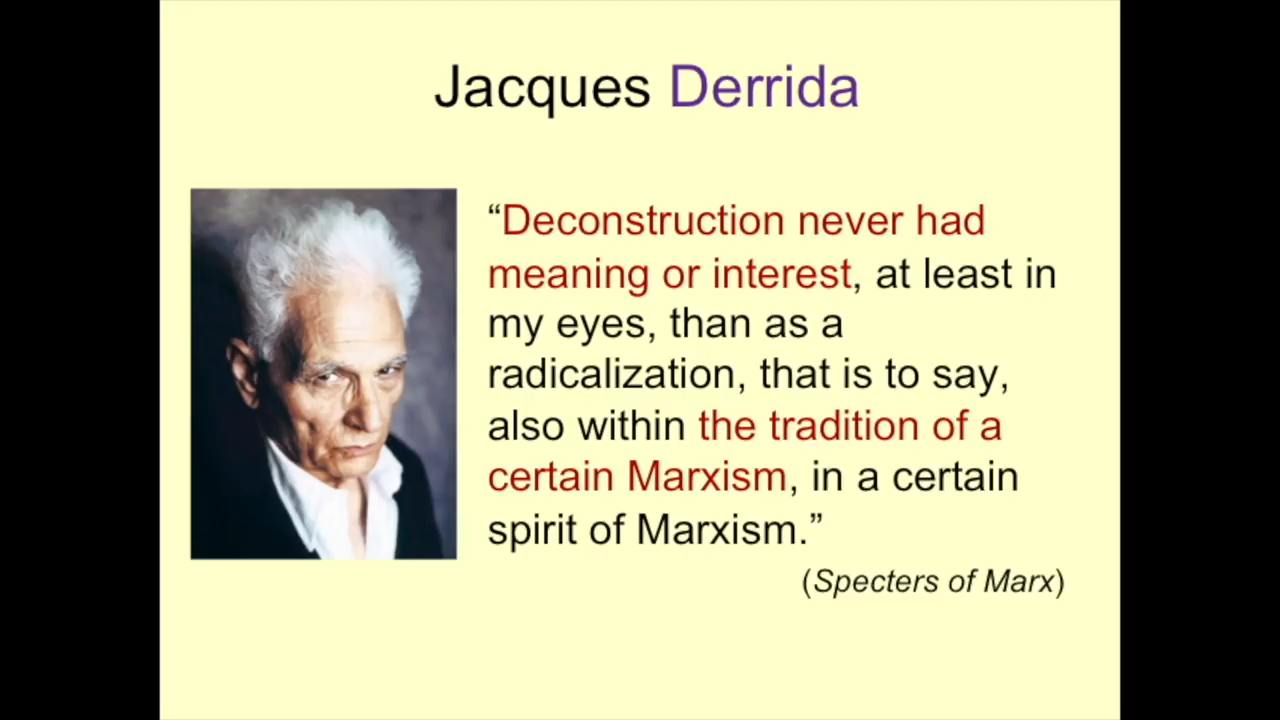 Jacques Derrida
“Deconstruction never had
meaning or interest, at least in
my eyes, than as a
radicalization, that is to say,
also within the tradition of a
certain Marxism, in a certain
spirit of Marxism.”
(Specters of Marx)